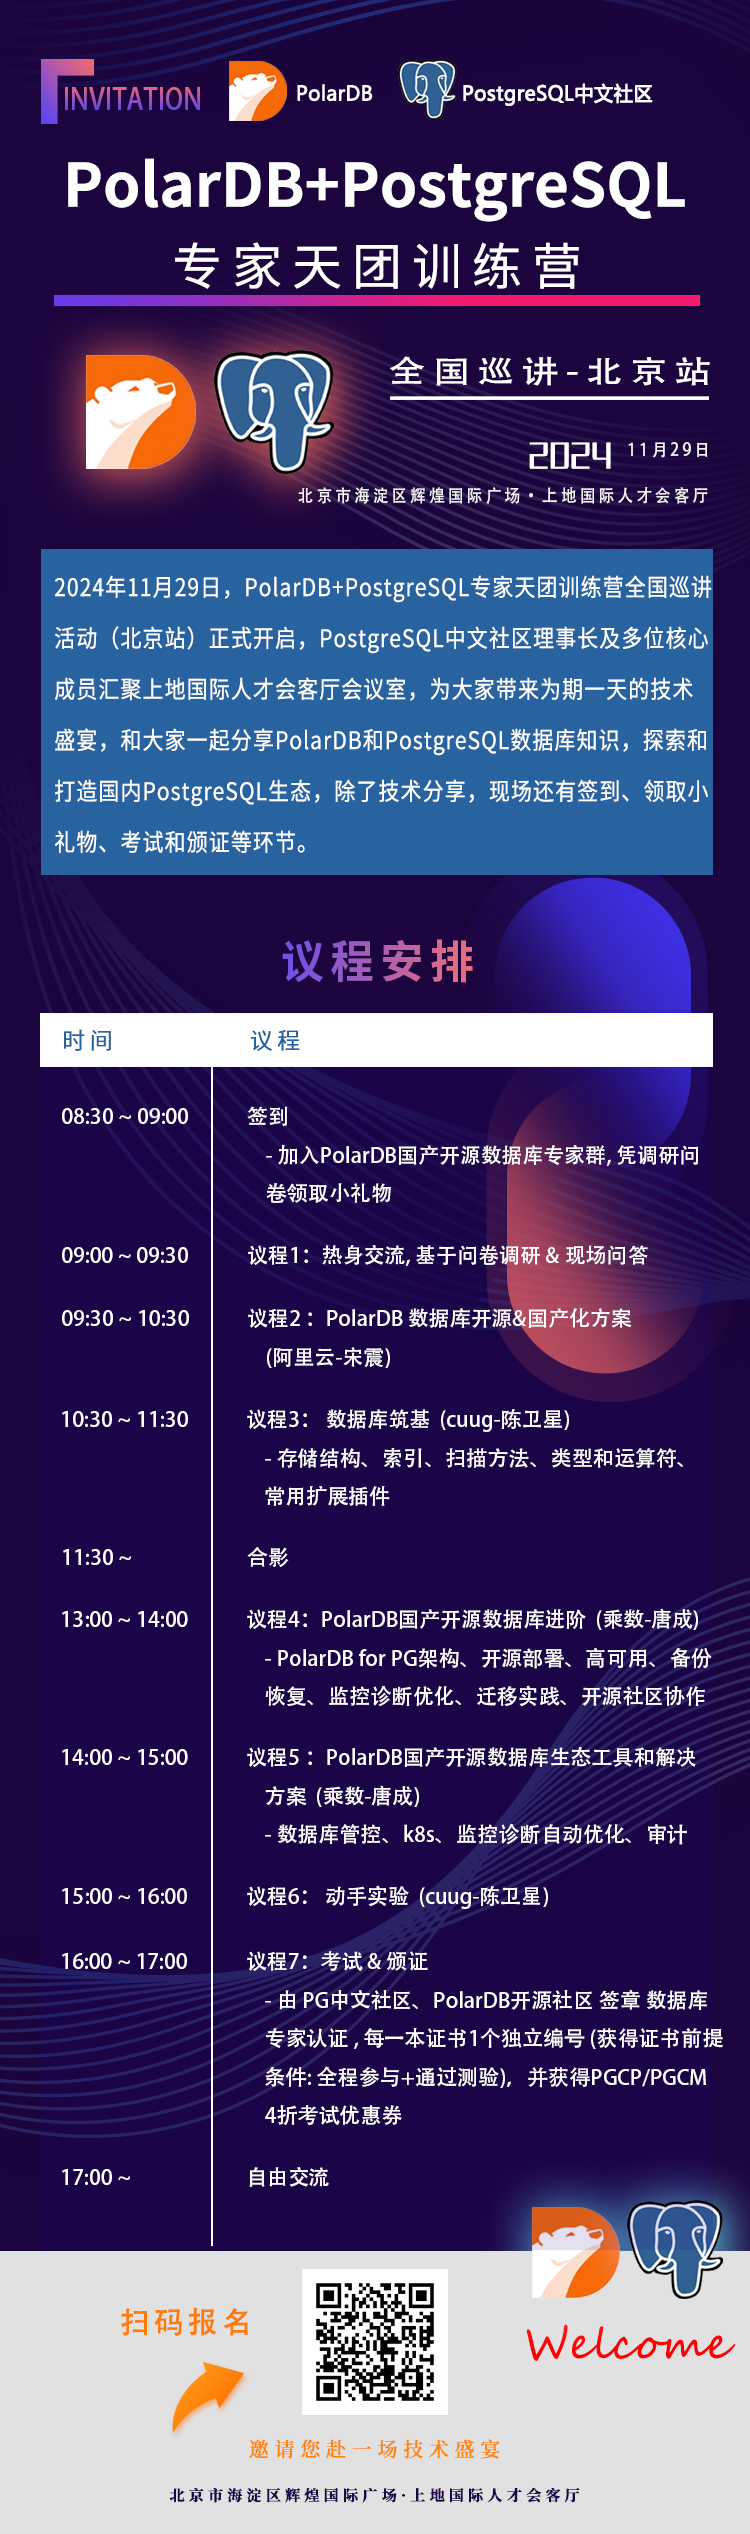 INVITATION
PolarDB
PostgreSQL中文社区
PolarDB+PostgreSQL
专家天团训练营
全国巡讲-北京站
2024 11月29日
北京市海淀区辉煌国际广场·上地国际人才会客厅
2024年11月29日，PolarDB+PostgreSQL专家天团训练营全国巡讲
活动（北京站）正式开启，PostgreSQL中文社区理事长及多位核心
成员汇聚上地国际人才会客厅会议室，为大家带来为期一天的技术
盛宴，和大家一起分享PolarDB和PostgreSQL数据库知识，探索和
打造国内PostgreSQL生态，除了技术分享，现场还有签到、领取小
礼物、考试和颁证等环节。
议程安排
时间 议程
08:30 ~ 09:00 签到
- 加入PolarDB国产开源数据库专家群, 凭调研问
卷领取小礼物
09:00 ~ 09:30 议程1：热身交流, 基于问卷调研 & 现场问答
09:30 ~ 10:30 议程2： PolarDB 数据库开源&国产化方案
(阿里云-宋震)
10:30 ~ 11:30 议程3： 数据库筑基 (cuug-陈卫星)
- 存储结构、索引、扫描方法、类型和运算符、
常用扩展插件
11:30 ~ 合影
13:00 ~ 14:00 议程4：PolarDB国产开源数据库进阶 (乘数-唐成)
- PolarDB for PG架构、开源部署、高可用、备份
恢复、监控诊断优化、迁移实践、开源社区协作
14:00 ~ 15:00 议程5： PolarDB国产开源数据库生态工具和解决
方案 (乘数-唐成)
- 数据库管控、k8s、监控诊断自动优化、审计
15:00 ~ 16:00 议程6： 动手实验 (cuug-陈卫星)
16:00 ~ 17:00 议程7：考试 & 颁证
- 由 PG中文社区、PolarDB开源社区 签章 数据库
专家认证 , 每一本证书1个独立编号 (获得证书前提
条件: 全程参与+通过测验)， 并获得PGCP/PGCM
4折考试优惠券
17:00 ~ 自由交流
扫码报名
Welcome
邀请您赴一场技术盛宴
北京市海淀区辉煌国际广场·上地国际人才会客厅